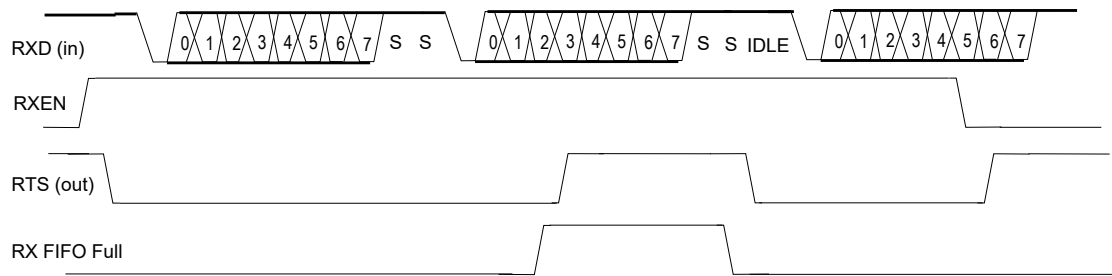 RXD (in) 0 1 2 3 4 5 6 7 S S 0 1 2 3 4 5 6 7 S S IDLE 0 1 2 3 4 5 6 7
RXEN
RTS (out)
RX FIFO Full